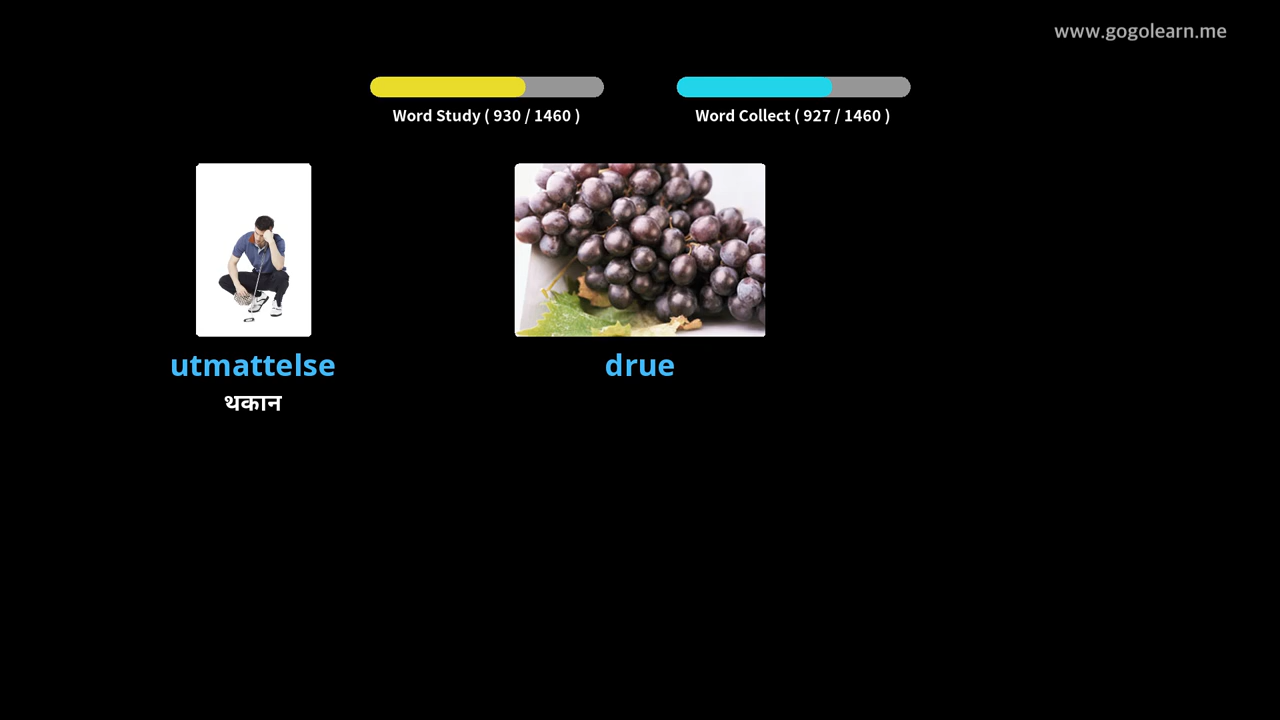 www.gogolearn.me
Word Study ( 930 / 1460 )
Word Collect ( 927 / 1460 )
utmattelse
थकान
drue